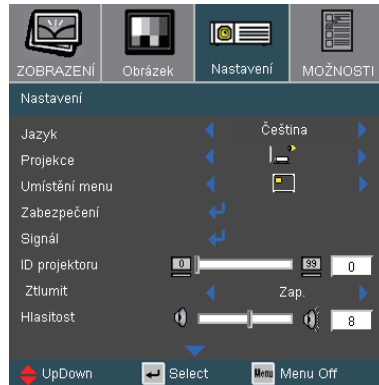 ZOBRAZENÍ Obrázek Nastavení MOŽNOSTI
Nastavení
Jazyk Čeština
Projekce
Umístění menu
Zabezpečení
Signál
ID projektoru 0 99 0
Ztlumit Zap.
Hlasitost 8
UpDown Select Menu Menu Off